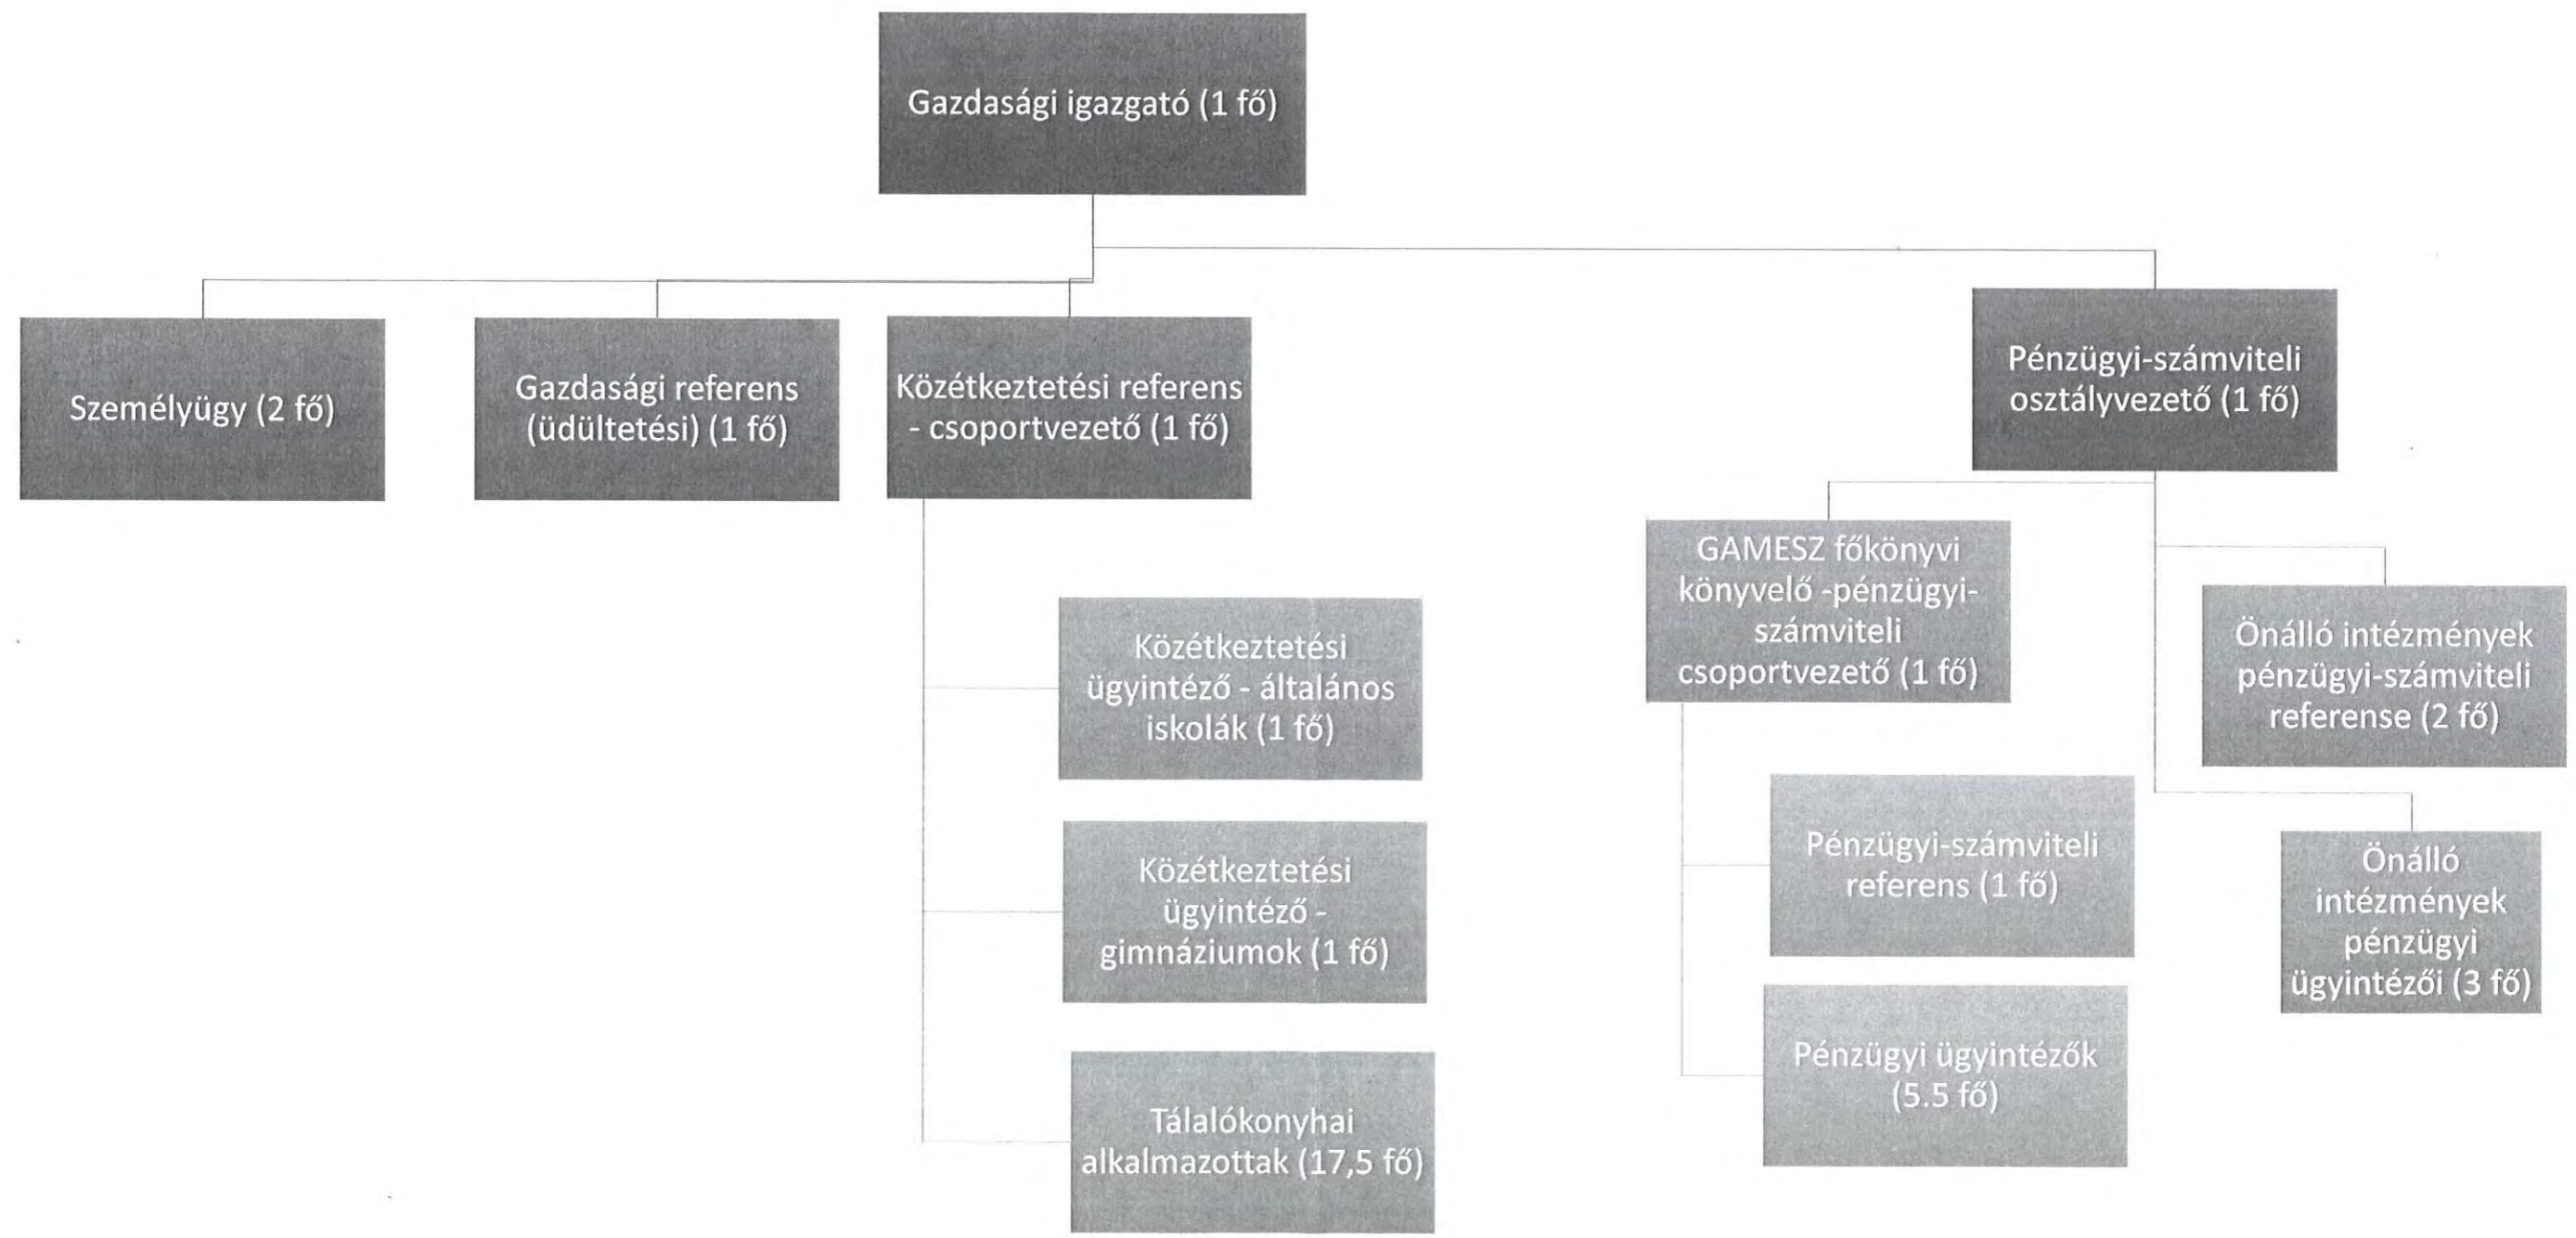 Gazdasági igazgató (1 fő)
Személyügy (2 fő)
Gazdasági referens
(üdültetési) (1 fő)
Közétkeztetési referens
- csoportvezető (1 fő)
Pénzügyi-számviteli
osztályvezető (1 fő)
Közétkeztetési
ügyintéző - általános
iskolák (1 fő)
Közétkeztetési
ügyintéző -
gimnáziumok (1 fő)
Tálalókonyhai
alkalmazottak (17,5 fő)
GAMESZ főkönyvi
könyvelő -pénzügyi-
számviteli
csoportvezető (1 fő)
Pénzügyi-számviteli
referens (1 fő)
Pénzügyi ügyintézők
(5.5 fő)
Önálló intézmények
pénzügyi-számviteli
referense (2 fő)
Önálló
intézmények
pénzügyi
ügyintézői (3 fő)